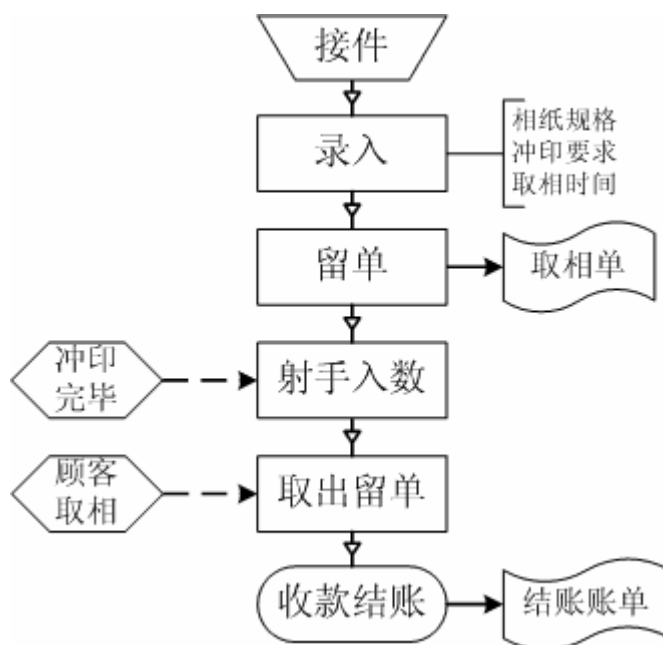 接件
录入
相纸规格
冲印要求
取相时间
留单
取相单
冲印
完毕
射手入数
顾客
取相
取出留单
收款结账
结账账单